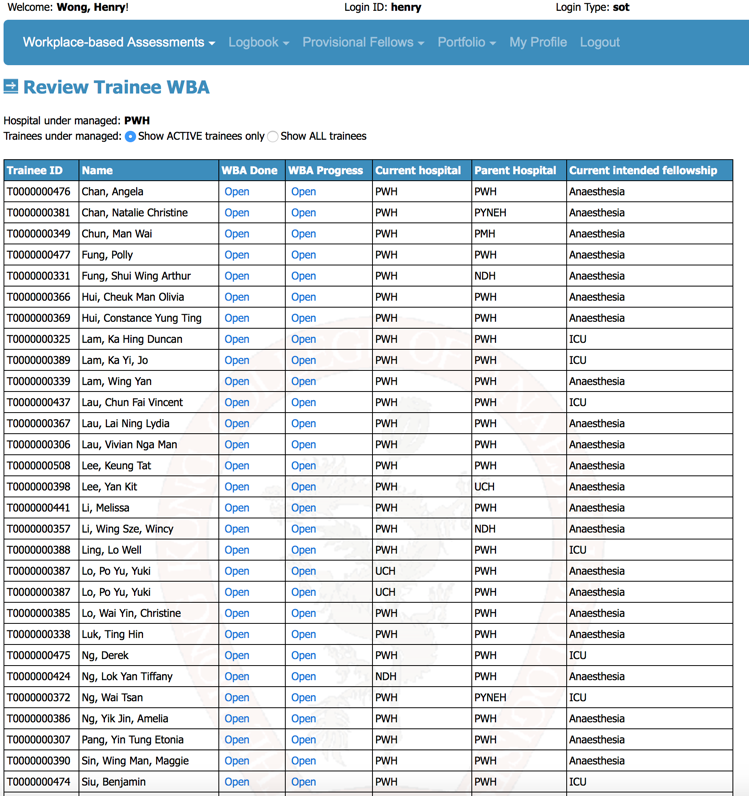 Welcome: Wong, Henry! Login ID: henry Login Type: sot
Workplace-based Assessments Logbook Provisional Fellows Portfolio My Profile Logout
Review Trainee WBA
Hospital under managed: PWH
Trainees under managed: Show ACTIVE trainees only Show ALL trainees
Trainee ID Name WBA Done WBA Progress Current hospital Parent Hospital Current intended fellowship
T0000000476 Chan, Angela Open Open PWH PWH Anaesthesia
T0000000381 Chan, Natalie Christine Open Open PWH PYNEH Anaesthesia
T0000000349 Chun, Man Wai Open Open PWH PMH Anaesthesia
T0000000477 Fung, Polly Open Open PWH PWH Anaesthesia
T0000000331 Fung, Shui Wing Arthur Open Open PWH NDH Anaesthesia
T0000000366 Hui, Cheuk Man Olivia Open Open PWH PWH Anaesthesia
T0000000369 Hui, Constance Yung Ting Open Open PWH PWH Anaesthesia
T0000000325 Lam, Ka Hing Duncan Open Open PWH PWH ICU
T0000000389 Lam, Ka Yi, Jo Open Open PWH PWH ICU
T0000000339 Lam, Wing Yan Open Open PWH PWH Anaesthesia
T0000000437 Lau, Chun Fai Vincent Open Open PWH PWH ICU
T0000000367 Lau, Lai Ning Lydia Open Open PWH PWH Anaesthesia
T0000000306 Lau, Vivian Nga Man Open Open PWH PWH Anaesthesia
T0000000508 Lee, Keung Tat Open Open PWH PWH Anaesthesia
T0000000398 Lee, Yan Kit Open Open PWH UCH Anaesthesia
T0000000441 Li, Melissa Open Open PWH PWH Anaesthesia
T0000000357 Li, Wing Sze, Wincy Open Open PWH NDH Anaesthesia
T0000000388 Ling, Lo Well Open Open PWH PWH ICU
T0000000387 Lo, Po Yu, Yuki Open Open UCH PWH Anaesthesia
T0000000387 Lo, Po Yu, Yuki Open Open UCH PWH Anaesthesia
T0000000385 Lo, Wai Yin, Christine Open Open PWH PWH Anaesthesia
T0000000338 Luk, Ting Hin Open Open PWH PWH Anaesthesia
T0000000475 Ng, Derek Open Open PWH PWH ICU
T0000000424 Ng, Lok Yan Tiffany Open Open NDH PWH Anaesthesia
T0000000372 Ng, Wai Tsan Open Open PWH PYNEH ICU
T0000000386 Ng, Yik Jin, Amelia Open Open PWH PWH Anaesthesia
T0000000307 Pang, Yin Tung Etonia Open Open PWH PWH Anaesthesia
T0000000390 Sin, Wing Man, Maggie Open Open PWH PWH Anaesthesia
T0000000474 Siu, Benjamin Open Open PWH PWH ICU